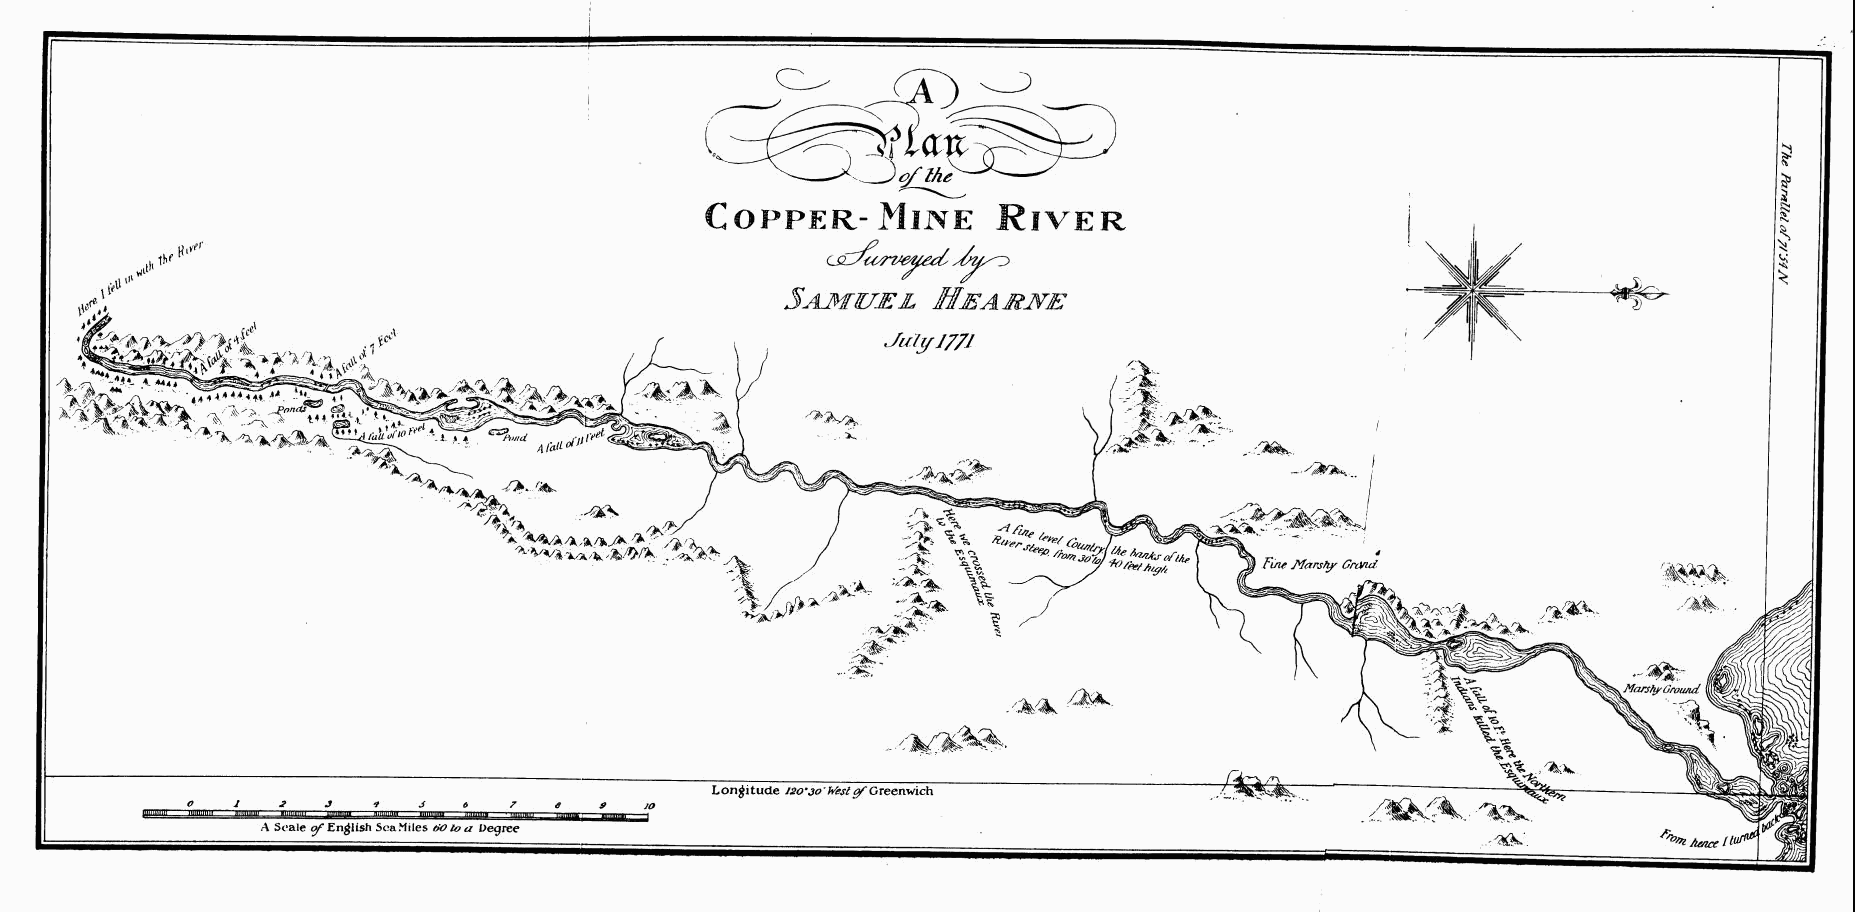 A
Plan
of the
COPPER-MINE RIVER
Surveyed by
SAMUEL HEARNE
July 1771
The Parallel of 71°54 N
Here I fell in with The River
A fall of 4 feet
A fall of 7 Feet
Ponds
A fall of 10 Feet
Pond
A fall of 11 Feet
Here we crossed the River
w the Esquimaux
A fine level Country, the banks of the
River steep, from 30 to 40 feet high
Fine Marshy Grond
Marshy Ground
A fall of 10 Ft Here the Northern
Indians killed the Esquimaux
From hence I turned back
Longitude 120°30' West of Greenwich
0 1 2 3 4 5 6 7 8 9 10
A Scale of English Sea Miles 60 to a Degree